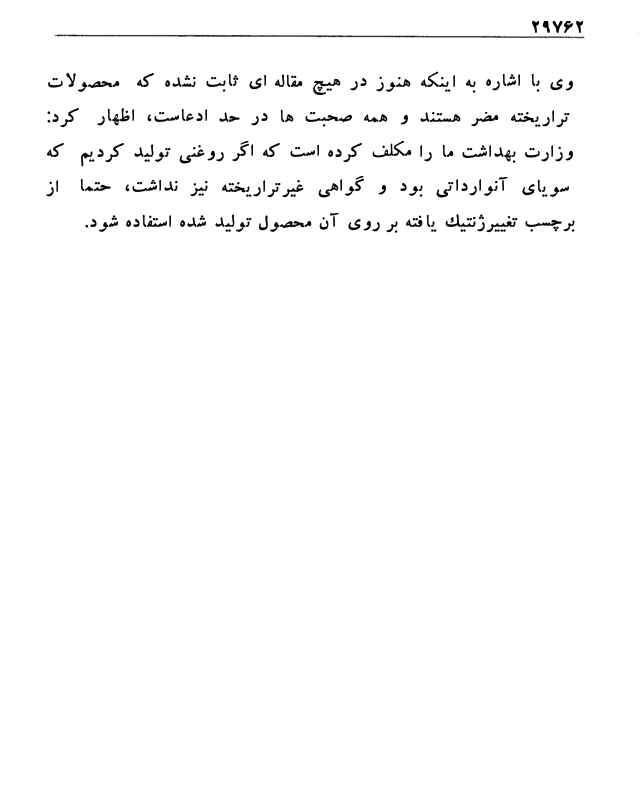 ۲۹۷۶۲
وی با اشاره به اینکه هنوز در هیچ مقاله ای ثابت نشده که محصولات
تراریخته مضر هستند و همه صحبت ها در حد ادعاست، اظهار کرد:
وزارت بهداشت ما را مکلف کرده است که اگر روغنی تولید کردیم که
سویای آنوارداتی بود و گواهی غیرتراریخته نیز نداشت، حتما از
برچسب تغییرژنتیك یافته بر روی آن محصول تولید شده استفاده شود.